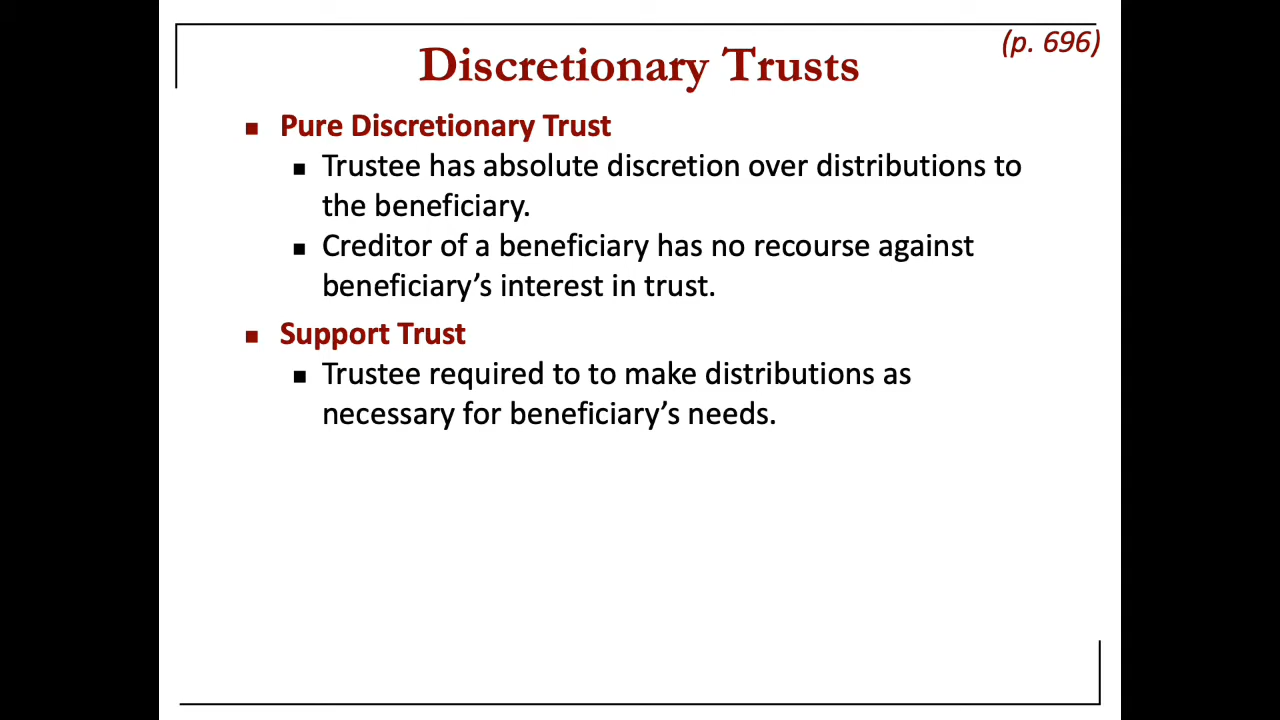 (p. 696)
Discretionary Trusts
■ Pure Discretionary Trust
■ Trustee has absolute discretion over distributions to
the beneficiary.
■ Creditor of a beneficiary has no recourse against
beneficiary’s interest in trust.
■ Support Trust
■ Trustee required to to make distributions as
necessary for beneficiary’s needs.